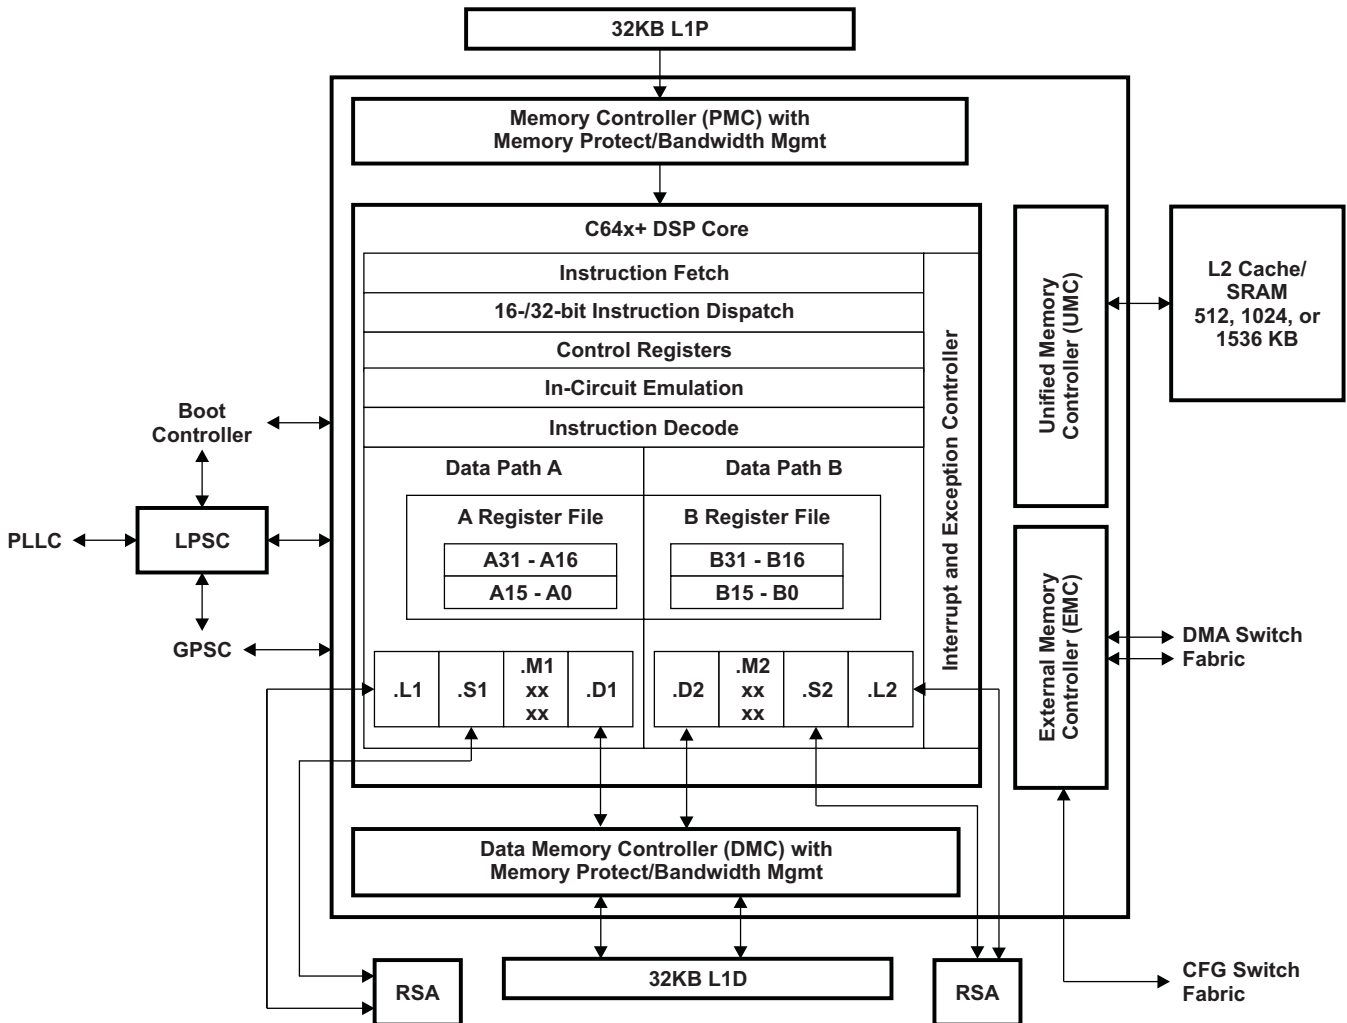 32KB L1P
Memory Controller (PMC) with
Memory Protect/Bandwidth Mgmt
C64x+ DSP Core
Instruction Fetch
16-/32-bit Instruction Dispatch
Control Registers
In-Circuit Emulation
Instruction Decode
Data Path A
Data Path B
A Register File
B Register File
A31 - A16
A15 - A0
B31 - B16
B15 - B0
.L1
.S1
.M1
xx
xx
.D1
.D2
.M2
xx
xx
.S2
.L2
Interrupt and Exception Controller
Unified Memory
Controller (UMC)
L2 Cache/
SRAM
512, 1024, or
1536 KB
External Memory
Controller (EMC)
DMA Switch
Fabric
CFG Switch
Fabric
Boot
Controller
PLLC
LPSC
GPSC
Data Memory Controller (DMC) with
Memory Protect/Bandwidth Mgmt
RSA
32KB L1D
RSA